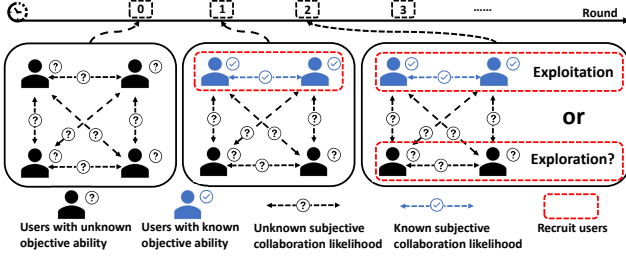 0 1 2 3 ...... Round
? ? ?
? ? ? ?
? ? ?
✓ ✓ ✓
? ? ? ?
? ? ?
✓ ✓ ✓ Exploitation
or
? ? ? ?
? ? ? Exploration?
? ✓ ? ✓
Users with unknown
objective ability
Users with known
objective ability
Unknown subjective
collaboration likelihood
Known subjective
collaboration likelihood
Recruit users